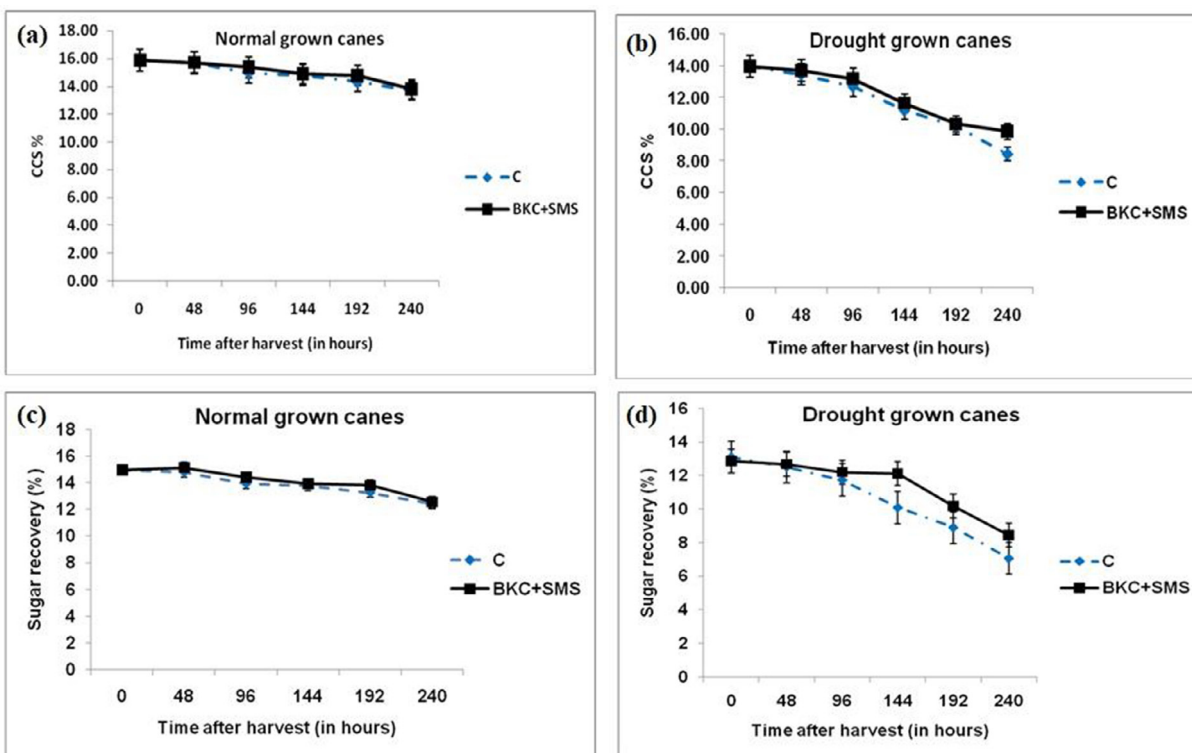 (a)
Normal grown canes
18.00
16.00
14.00
12.00
10.00
8.00
6.00
4.00
2.00
0.00
CCS %
0 48 96 144 192 240
Time after harvest (in hours)
C
BKC+SMS
(b)
Drought grown canes
16.00
14.00
12.00
10.00
8.00
6.00
4.00
2.00
0.00
CCS %
0 48 96 144 192 240
Time after harvest (in hours)
C
BKC+SMS
(c)
Normal grown canes
18
16
14
12
10
8
6
4
2
0
Sugar recovery (%)
0 48 96 144 192 240
Time after harvest (in hours)
C
BKC+SMS
(d)
Drought grown canes
16
14
12
10
8
6
4
2
0
Sugar recovery (%)
0 48 96 144 192 240
Time after harvest (in hours)
C
BKC+SMS